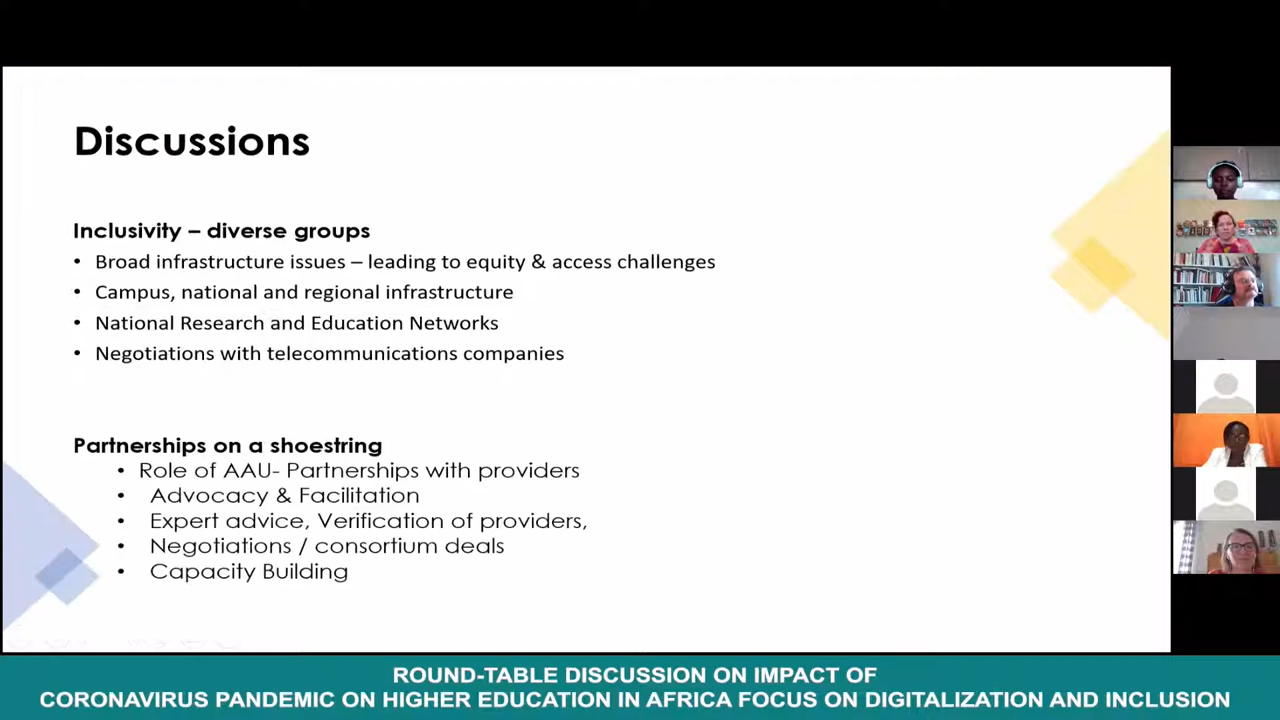 Discussions
Inclusivity – diverse groups
• Broad infrastructure issues – leading to equity & access challenges
• Campus, national and regional infrastructure
• National Research and Education Networks
• Negotiations with telecommunications companies
Partnerships on a shoestring
• Role of AAU- Partnerships with providers
• Advocacy & Facilitation
• Expert advice, Verification of providers,
• Negotiations / consortium deals
• Capacity Building
ROUND-TABLE DISCUSSION ON IMPACT OF
CORONAVIRUS PANDEMIC ON HIGHER EDUCATION IN AFRICA FOCUS ON DIGITALIZATION AND INCLUSION